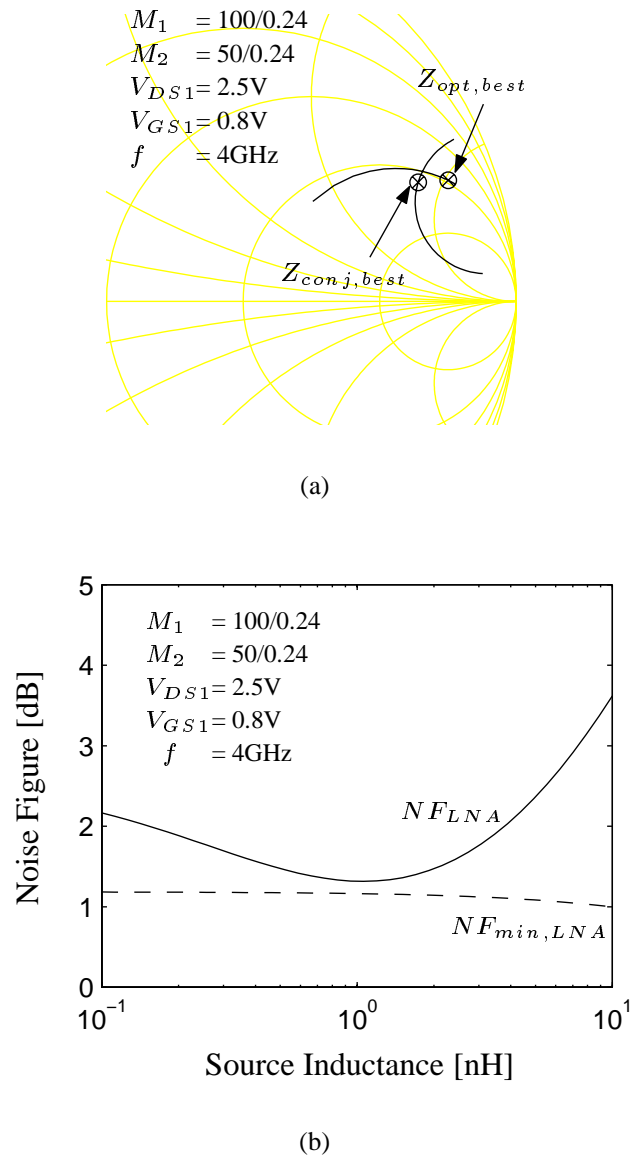 M1 = 100/0.24
M2 = 50/0.24
VDS1 = 2.5V
VGS1 = 0.8V
f = 4GHz
Zopt,best
Zconj,best
(a)
5
4
3
2
1
0
Noise Figure [dB]
M1 = 100/0.24
M2 = 50/0.24
VDS1 = 2.5V
VGS1 = 0.8V
f = 4GHz
NFLNA
NFmin,LNA
10^-1 10^0 10^1
Source Inductance [nH]
(b)